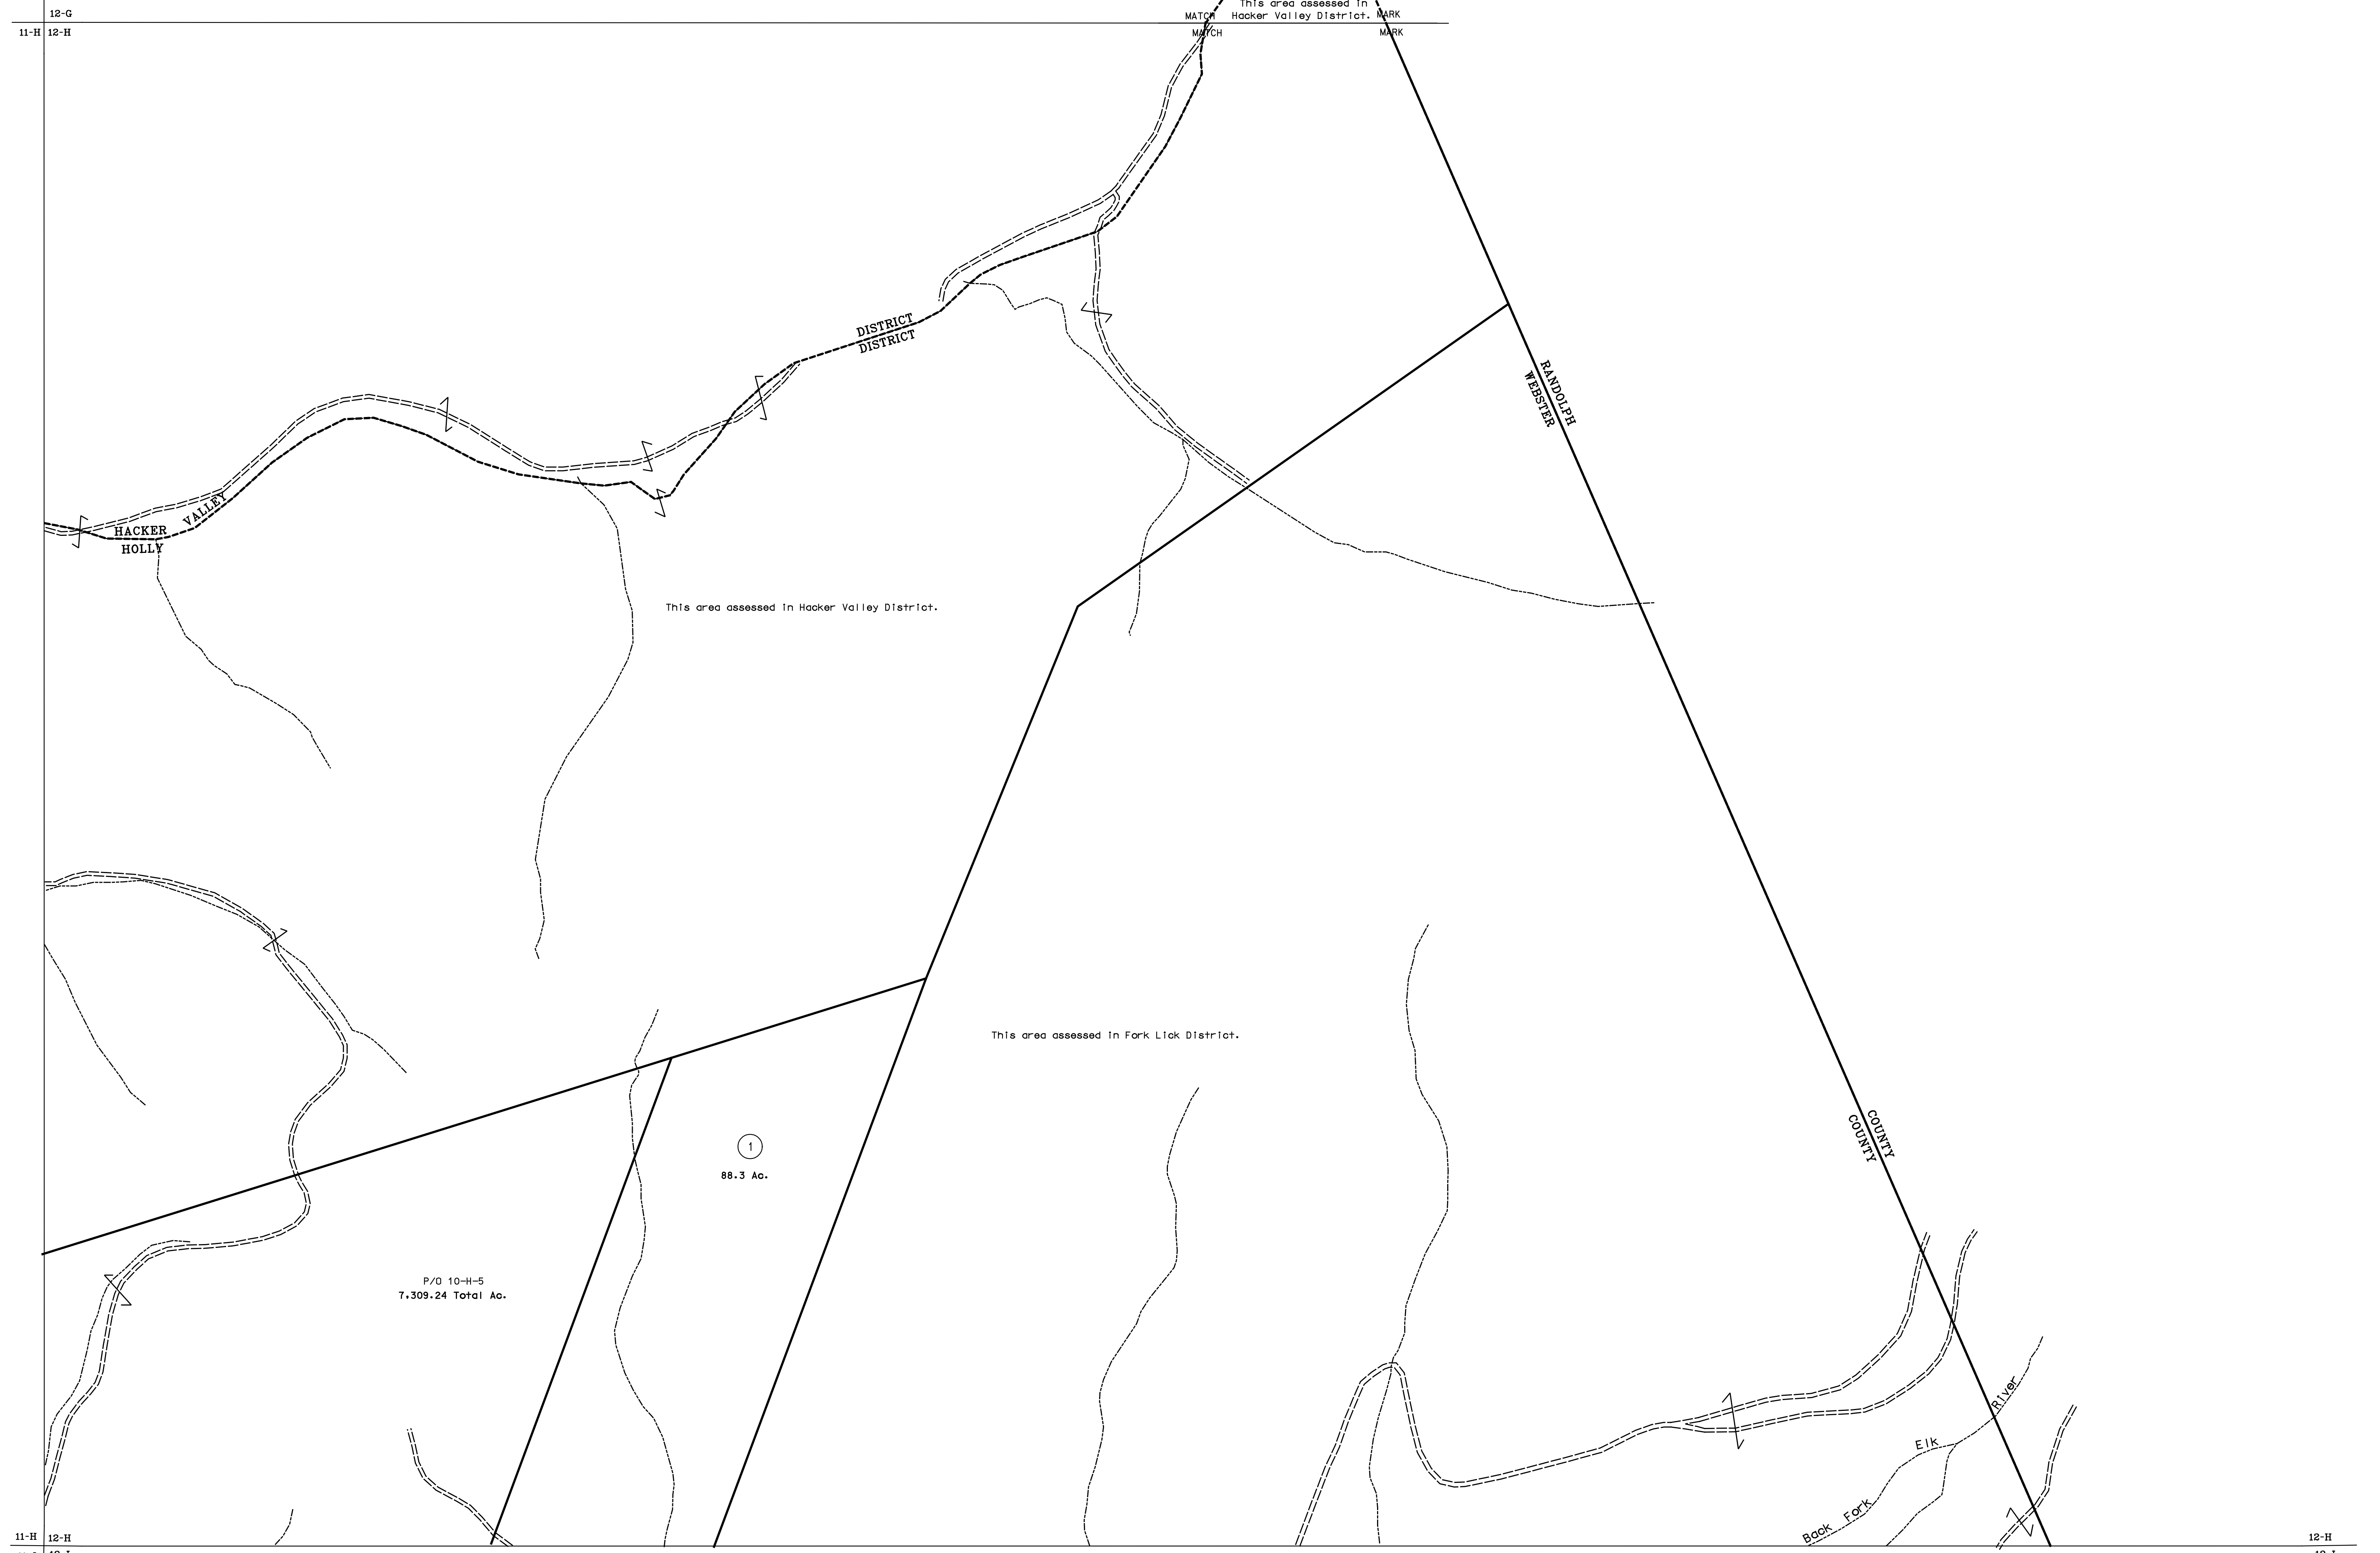 12-G
This area assessed in
MATCH Hacker Valley District. MARK
11-H 12-H
MATCH MARK
DISTRICT
DISTRICT
RANDOLPH
WEBSTER
HACKER VALLEY
HOLLY
This area assessed in Hacker Valley District.
This area assessed in Fork Lick District.
COUNTY
COUNTY
1
88.3 Ac.
P/O 10-H-5
7,309.24 Total Ac.
Back Fork Elk River
11-H 12-H
12-H